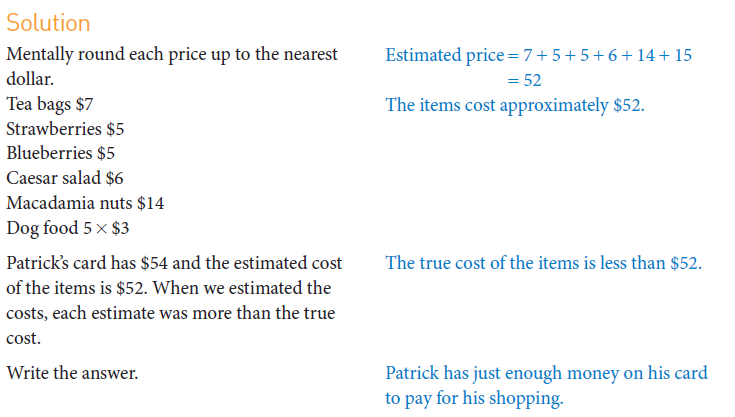 Solution
Mentally round each price up to the nearest
dollar.
Tea bags $7
Strawberries $5
Blueberries $5
Caesar salad $6
Macadamia nuts $14
Dog food 5 × $3
Estimated price = 7 + 5 + 5 + 6 + 14 + 15
= 52
The items cost approximately $52.
Patrick's card has $54 and the estimated cost
of the items is $52. When we estimated the
costs, each estimate was more than the true
cost.
The true cost of the items is less than $52.
Write the answer.
Patrick has just enough money on his card
to pay for his shopping.